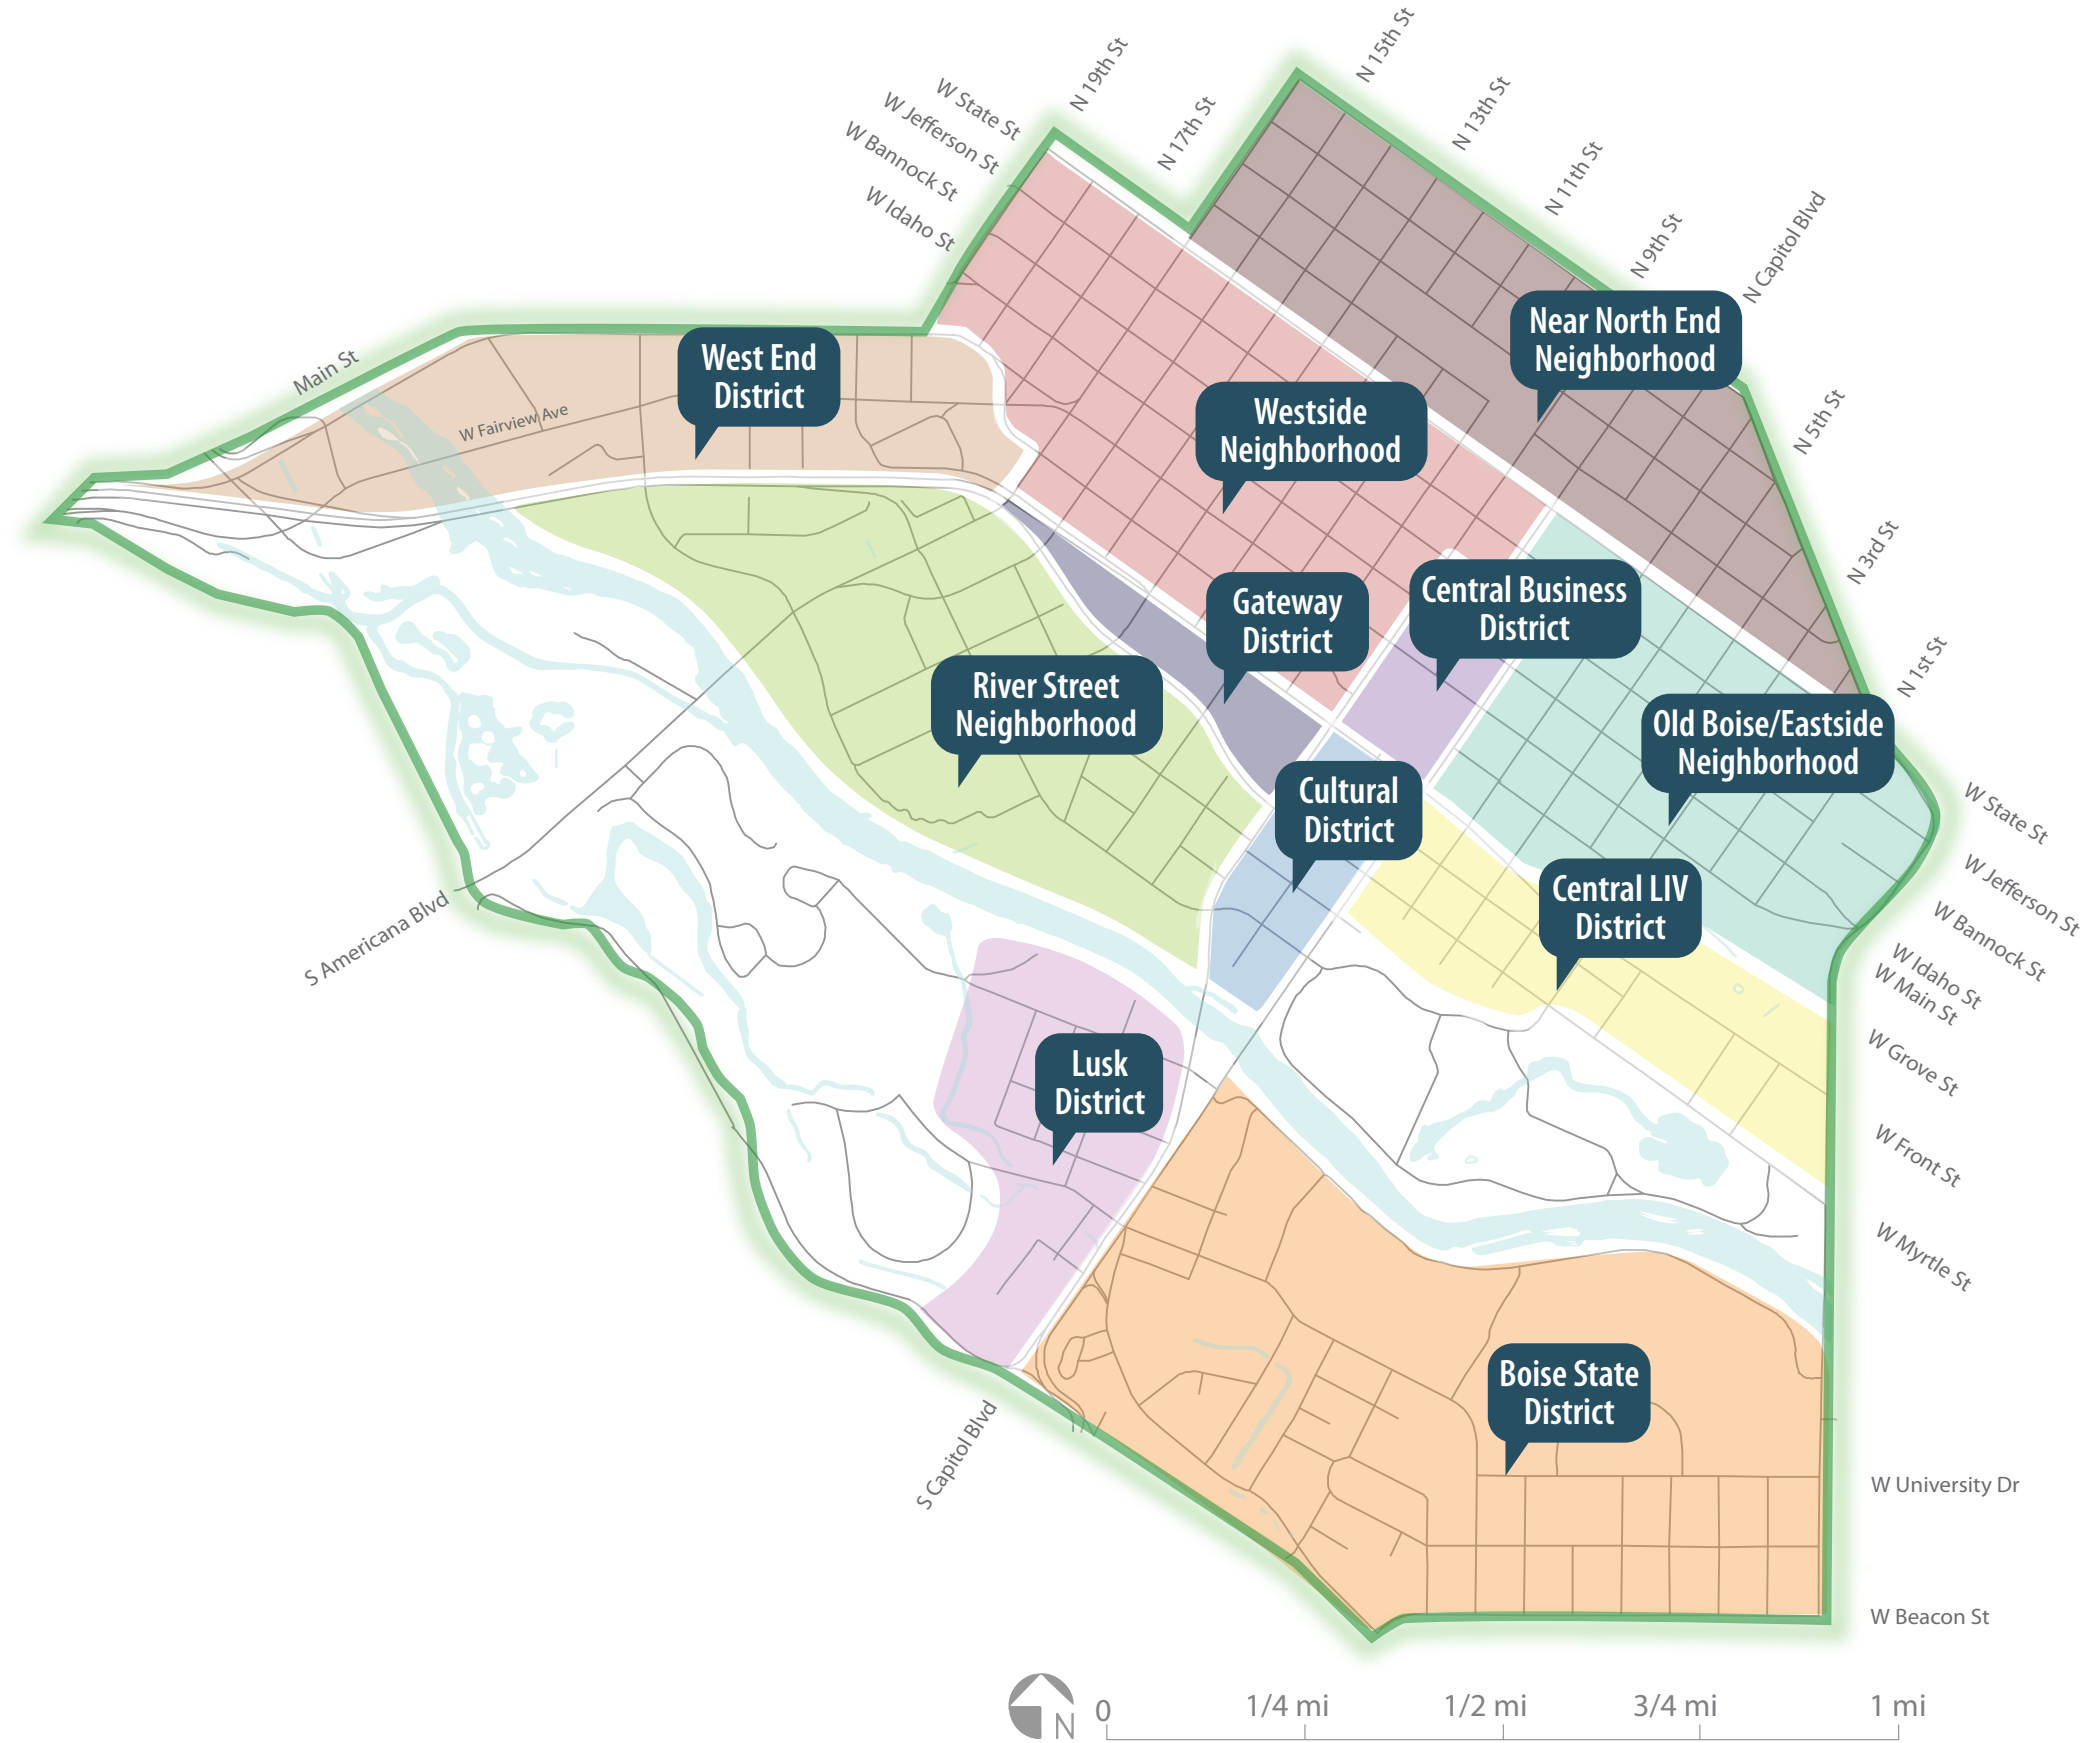 N 15th St
N 19th St
N 13th St
W State St
N 17th St
W Jefferson St
W Bannock St
N 11th St
W Idaho St
N 9th St
N Capitol Blvd
Near North End
Neighborhood
Main St
West End
District
W Fairview Ave
Westside
Neighborhood
N 5th St
N 3rd St
Gateway
District
Central Business
District
N 1st St
River Street
Neighborhood
Old Boise/Eastside
Neighborhood
Cultural
District
W State St
Central LIV
District
W Jefferson St
S Americana Blvd
W Bannock St
W Idaho St
W Main St
W Grove St
Lusk
District
W Front St
W Myrtle St
Boise State
District
S Capitol Blvd
W University Dr
W Beacon St
N
0 1/4 mi 1/2 mi 3/4 mi 1 mi